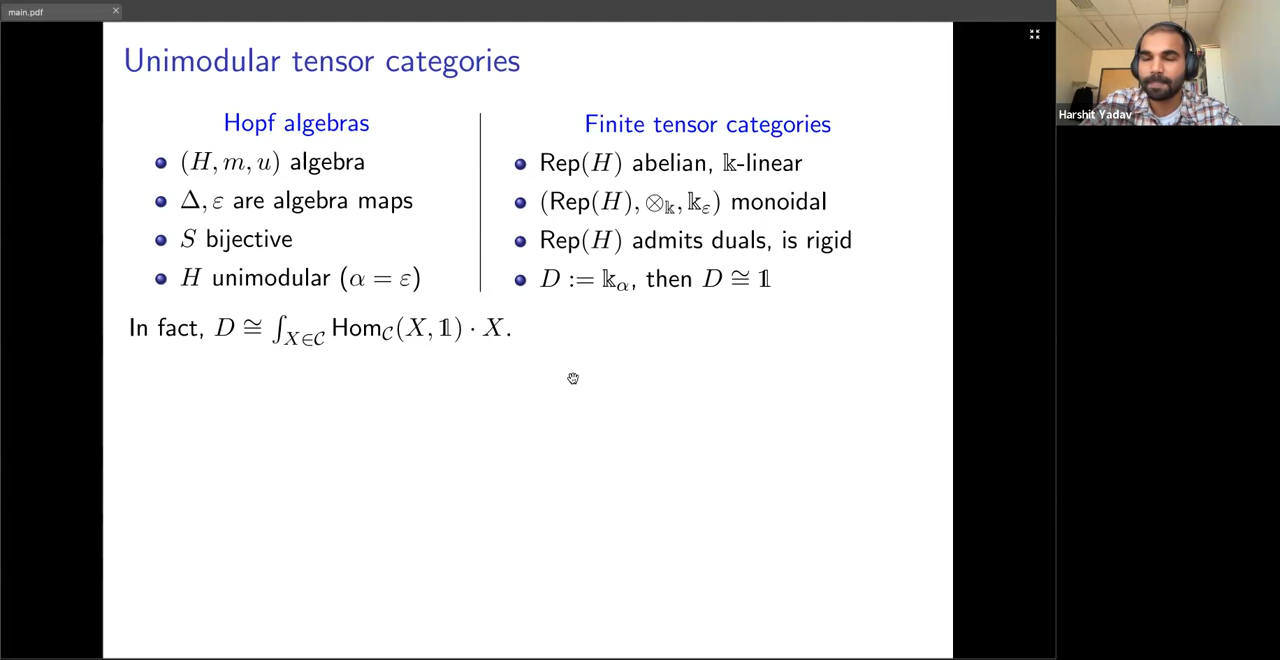 main.pdf
Unimodular tensor categories
Hopf algebras
(H, m, u) algebra
Δ, ε are algebra maps
S bijective
H unimodular (α = ε)
Finite tensor categories
Rep(H) abelian, 𝕜-linear
(Rep(H), ⊗_𝕜, 𝕜_ε) monoidal
Rep(H) admits duals, is rigid
D := 𝕜_α, then D ≅ 𝟙
In fact, D ≅ ∫_{X∈𝒞} Hom_𝒞(X, 𝟙) · X.
Harshit Yadav